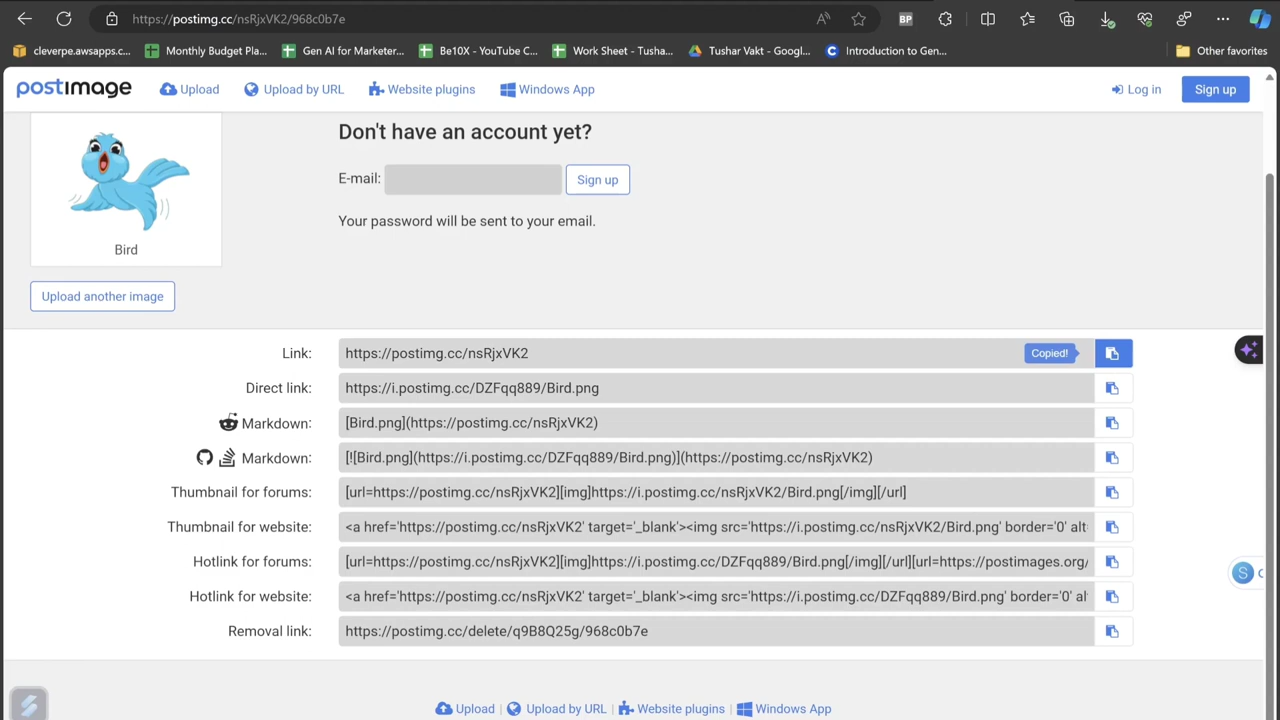 https://postimg.cc/nsRjxVK2/968c0b7e
A
BP
cleverpe.awsapps.c...
Monthly Budget Pla...
Gen AI for Marketer...
Be10X - YouTube C...
Work Sheet - Tusha...
Tushar Vakt - Googl...
C
Introduction to Gen...
Other favorites
postimage
Upload
Upload by URL
Website plugins
Windows App
Log in
Sign up
Bird
Upload another image
Don't have an account yet?
E-mail:
Sign up
Your password will be sent to your email.
Link: https://postimg.cc/nsRjxVK2 Copied!
Direct link: https://i.postimg.cc/DZFqq889/Bird.png
Markdown: [Bird.png](https://postimg.cc/nsRjxVK2)
Markdown: [![Bird.png](https://i.postimg.cc/DZFqq889/Bird.png)](https://postimg.cc/nsRjxVK2)
Thumbnail for forums: [url=https://postimg.cc/nsRjxVK2][img]https://i.postimg.cc/nsRjxVK2/Bird.png[/img][/url]
Thumbnail for website: <a href='https://postimg.cc/nsRjxVK2' target='_blank'><img src='https://i.postimg.cc/nsRjxVK2/Bird.png' border='0' alt=
Hotlink for forums: [url=https://postimg.cc/nsRjxVK2][img]https://i.postimg.cc/DZFqq889/Bird.png[/img][/url][url=https://postimages.org/
Hotlink for website: <a href='https://postimg.cc/nsRjxVK2' target='_blank'><img src='https://i.postimg.cc/DZFqq889/Bird.png' border='0' al
Removal link: https://postimg.cc/delete/q9B8Q25g/968c0b7e
S
Upload | Upload by URL | Website plugins | Windows App